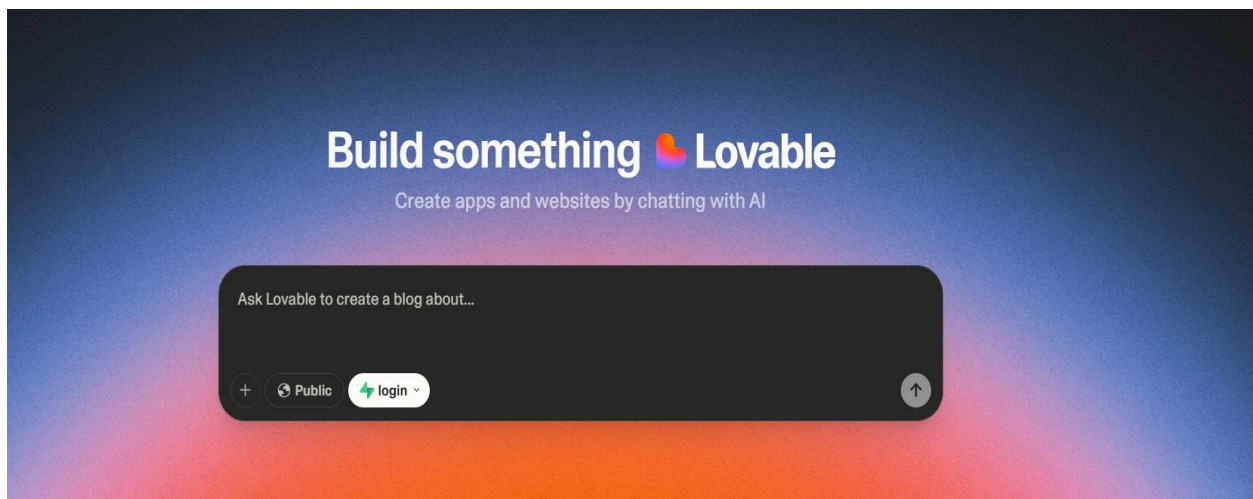 Build something Lovable
Create apps and websites by chatting with AI
Ask Lovable to create a blog about...
Public login